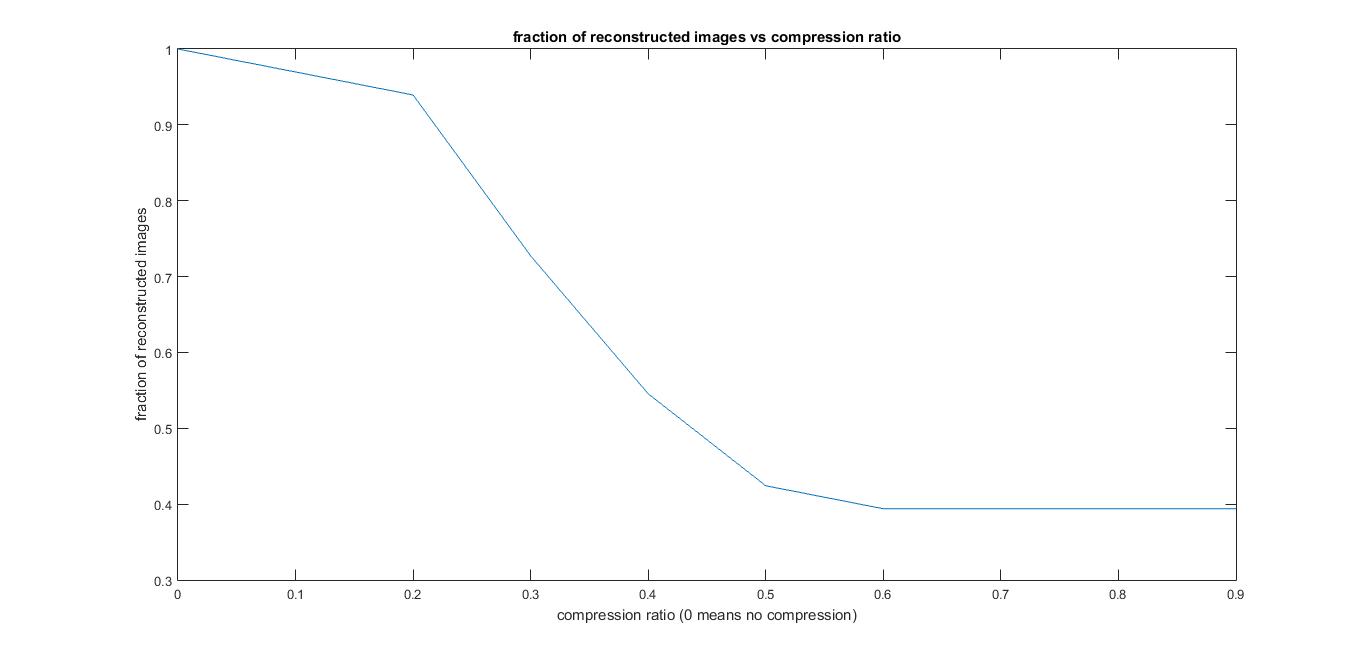 fraction of reconstructed images vs compression ratio
1
0.9
0.8
0.7
0.6
0.5
0.4
0.3
fraction of reconstructed images
0 0.1 0.2 0.3 0.4 0.5 0.6 0.7 0.8 0.9
compression ratio (0 means no compression)